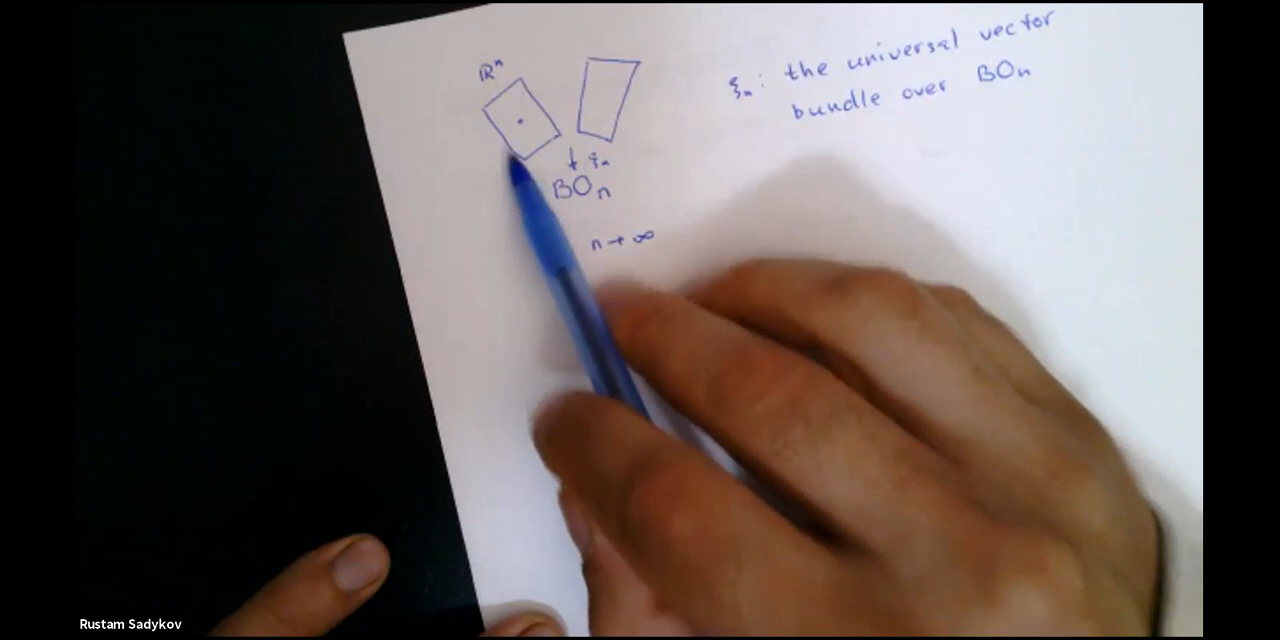 ℝⁿ
ξₙ: the universal vector
bundle over BOₙ
↓ ξₙ
BOₙ
n → ∞
Rustam Sadykov